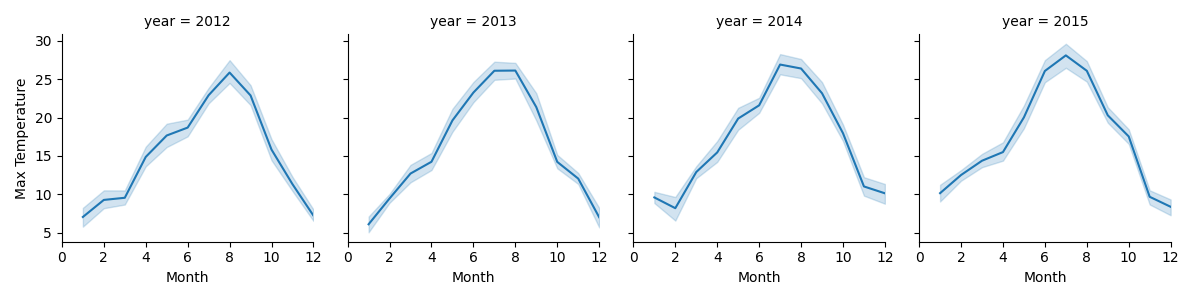 year = 2012 year = 2013 year = 2014 year = 2015
30
25
20
15
10
5
Max Temperature
0 2 4 6 8 10 12 0 2 4 6 8 10 12 0 2 4 6 8 10 12 0 2 4 6 8 10 12
Month Month Month Month